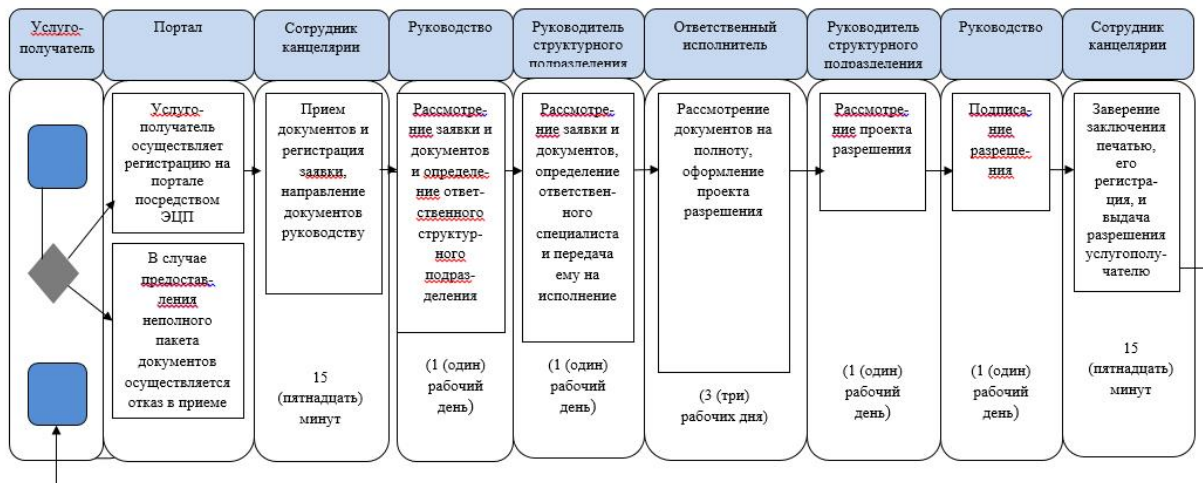 Услуго-
получатель
Портал
Сотрудник
канцелярии
Руководство
Руководитель
структурного
подразделения
Ответственный
исполнитель
Руководитель
структурного
подразделения
Руководство
Сотрудник
канцелярии
Услуго-
получатель
осуществляет
регистрацию на
портале
посредством
ЭЦП
В случае
предостав-
ления
неполного
пакета
документов
осуществляется
отказ в приеме
Прием
документов и
регистрация
заявки,
направление
документов
руководству
15
(пятнадцать)
минут
Рассмотре-
ние заявки и
документов
и определе-
ние ответ-
ственного
структур-
ного
подраз-
деления
(1 (один)
рабочий
день)
Рассмотре-
ние заявки и
документов,
определение
ответствен-
ного
специалиста
и передача
ему на
исполнение
(1 (один)
рабочий
день)
Рассмотрение
документов на
полноту,
оформление
проекта
разрешения
(3 (три)
рабочих дня)
Рассмотре-
ние проекта
разрешения
(1 (один)
рабочий
день)
Подписа-
ние
разреше-
ния
(1 (один)
рабочий
день)
Заверение
заключения
печатью,
его
регистра-
ция, и
выдача
разрешения
услугополу-
чателю
15
(пятнадцать)
минут